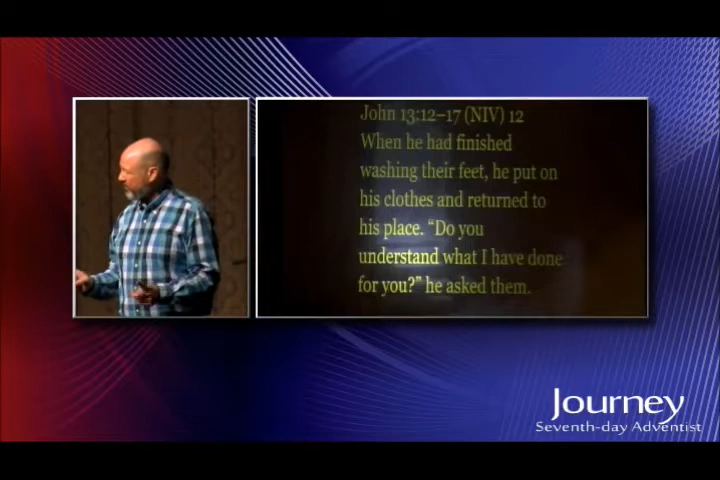 John 13:12–17 (NIV) 12
When he had finished
washing their feet, he put on
his clothes and returned to
his place. “Do you
understand what I have done
for you?” he asked them.
Journey
Seventh-day Adventist